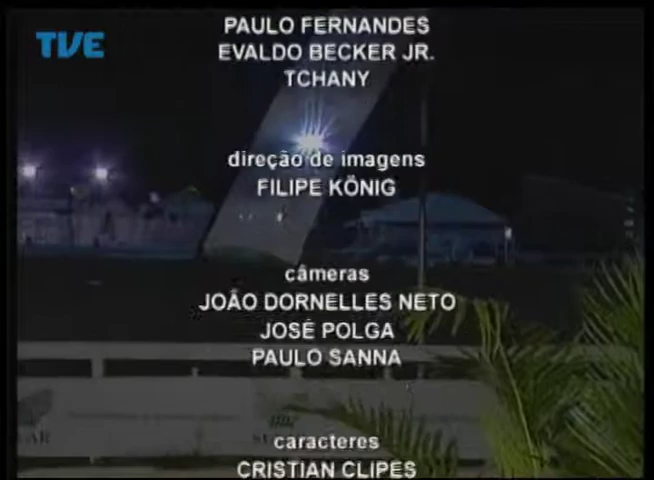 TVE
PAULO FERNANDES
EVALDO BECKER JR.
TCHANY
direção de imagens
FILIPE KÖNIG
câmeras
JOÃO DORNELLES NETO
JOSÉ POLGA
PAULO SANNA
caracteres
CRISTIAN CLIPES